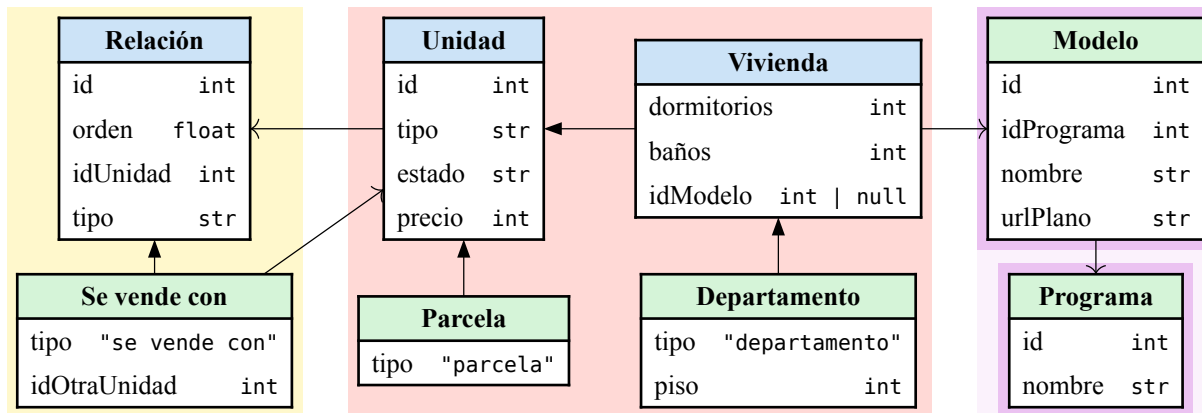 Relación
id int
orden float
idUnidad int
tipo str
Se vende con
tipo "se vende con"
idOtraUnidad int
Unidad
id int
tipo str
estado str
precio int
Parcela
tipo "parcela"
Vivienda
dormitorios int
baños int
idModelo int | null
Departamento
tipo "departamento"
piso int
Modelo
id int
idPrograma int
nombre str
urlPlano str
Programa
id int
nombre str